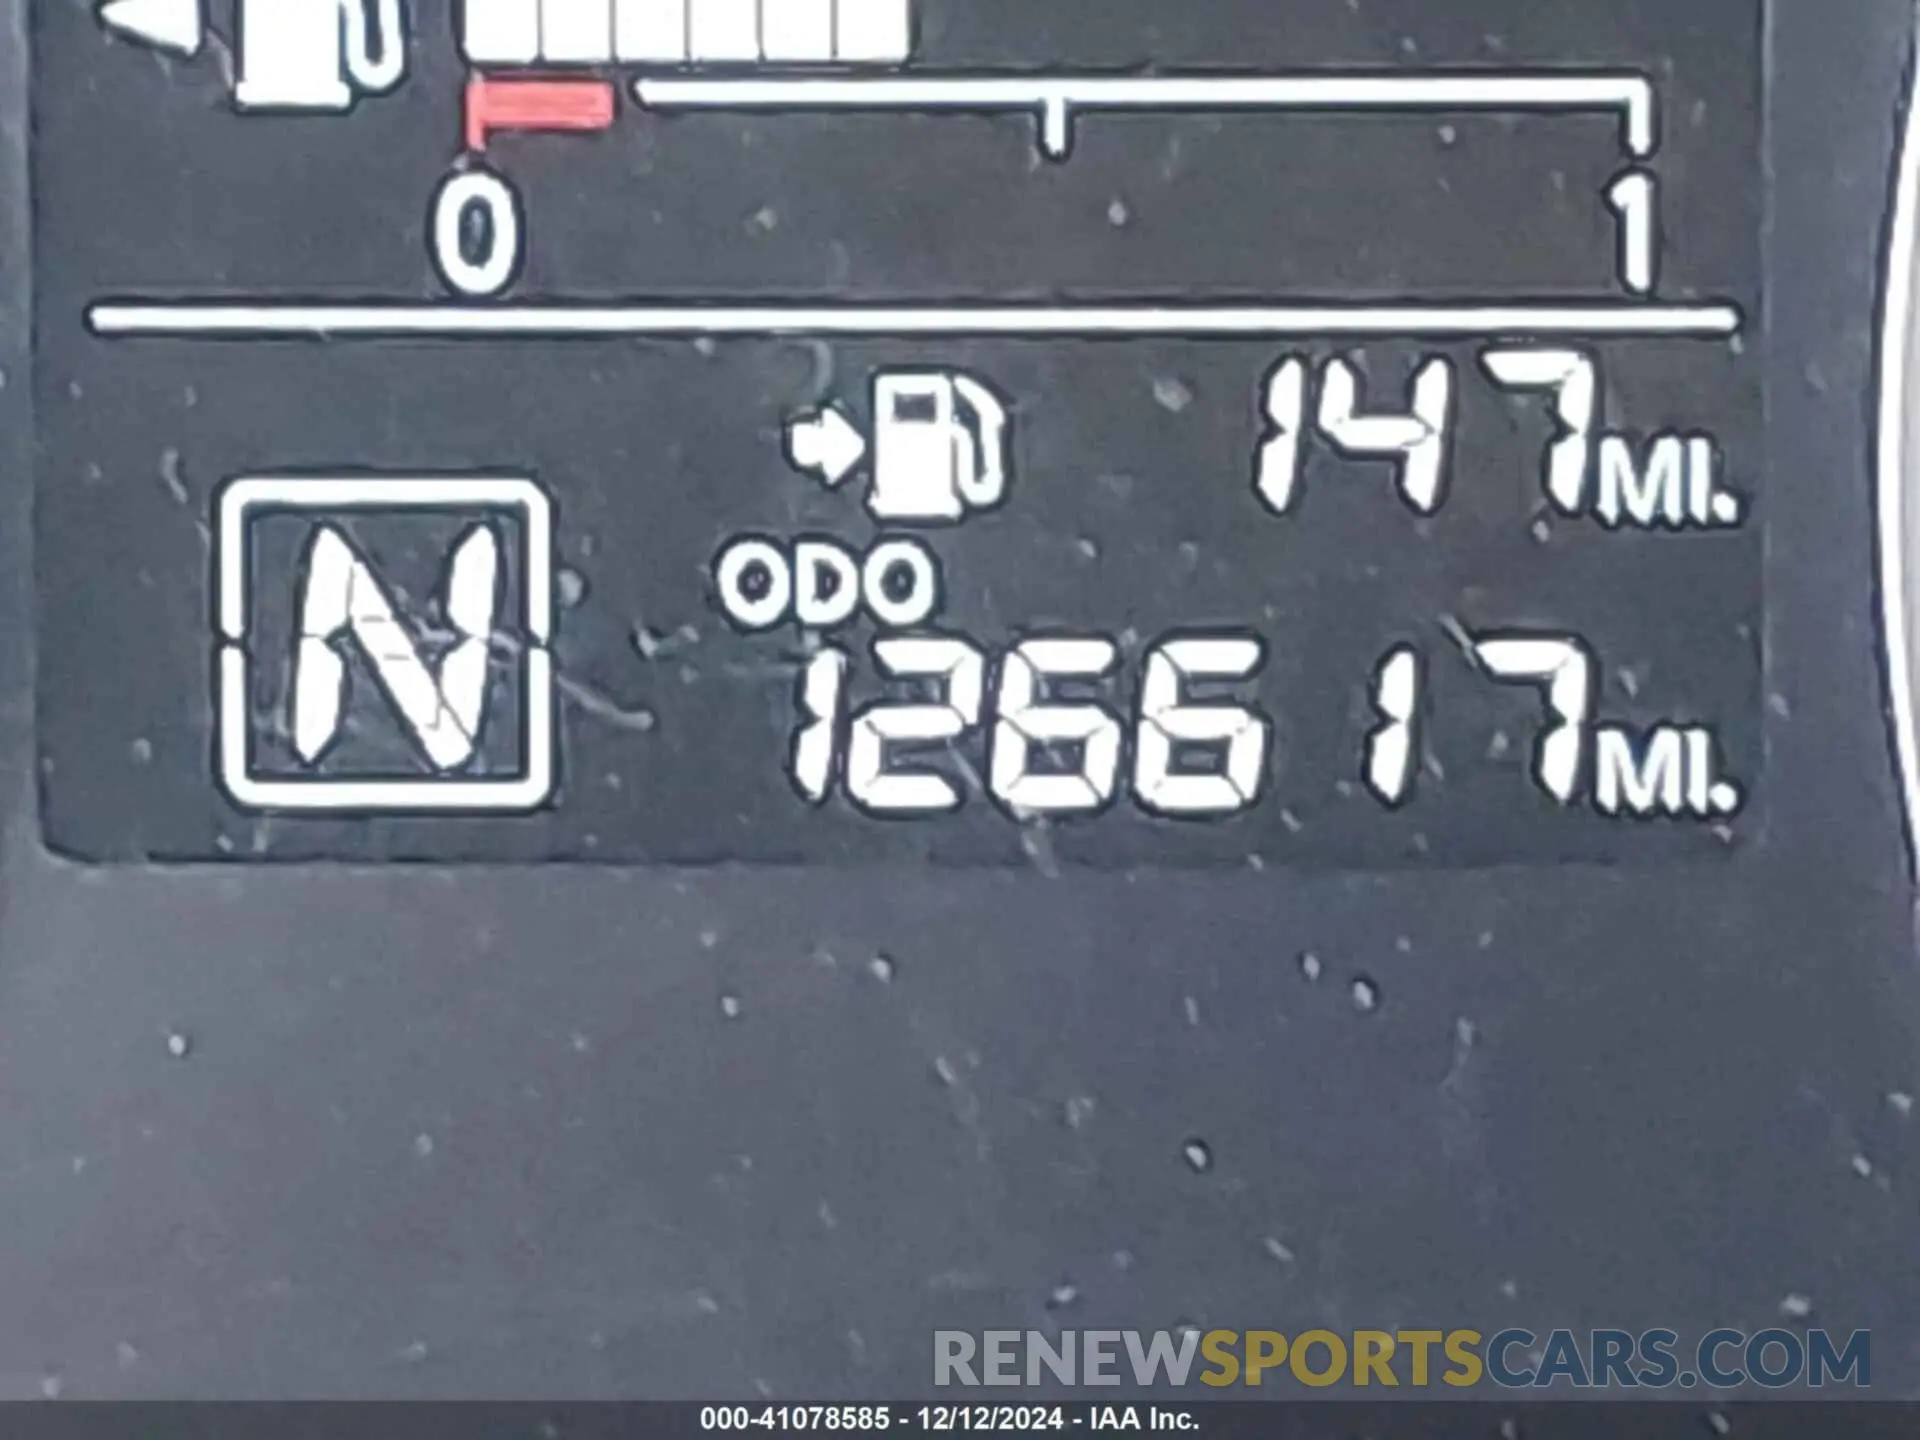 0 1
147 MI.
N
ODO
126617 MI.
RENEWSPORTSCARS.COM
000-41078585 - 12/12/2024 - IAA Inc.